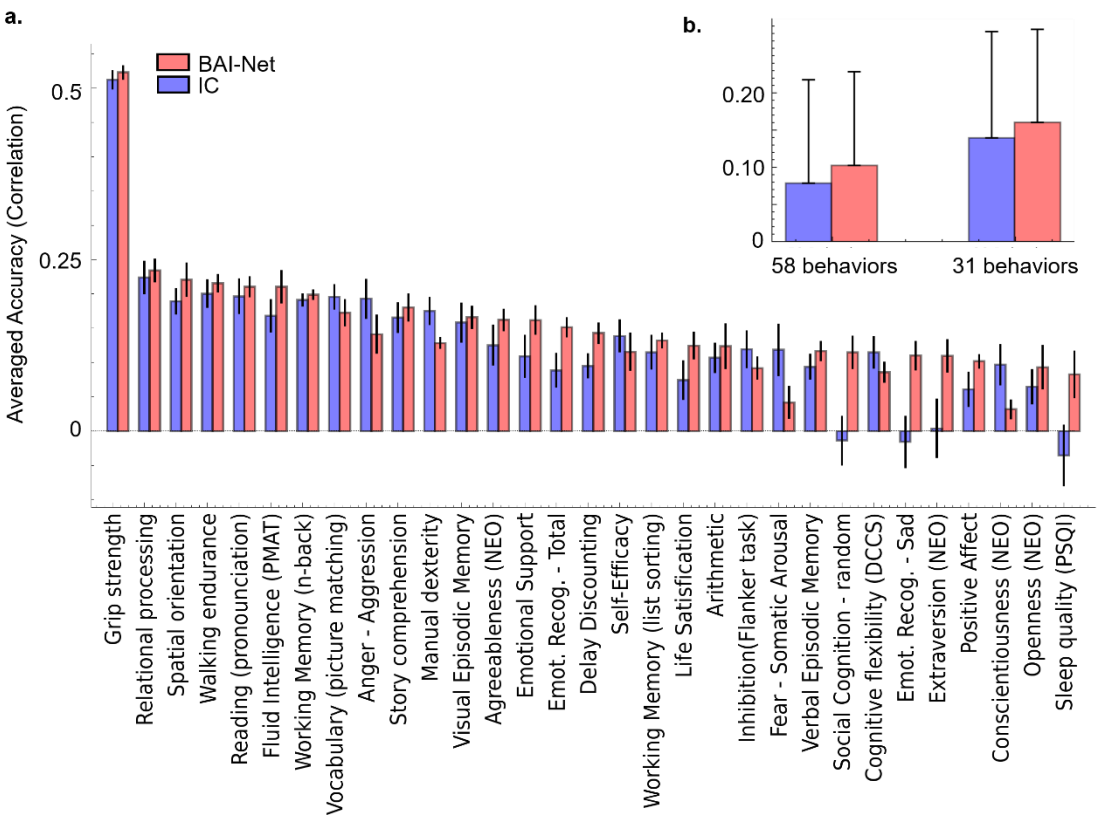 a.
BAI-Net
IC
Averaged Accuracy (Correlation)
0.5
0.25
0
Grip strength
Relational processing
Spatial orientation
Walking endurance
Reading (pronounciation)
Fluid Intelligence (PMAT)
Working Memory (n-back)
Vocabulary (picture matching)
Anger - Aggression
Story comprehension
Manual dexterity
Visual Episodic Memory
Agreeableness (NEO)
Emotional Support
Emot. Recog. - Total
Delay Discounting
Self-Efficacy
Working Memory (list sorting)
Life Satisfication
Arithmetic
Inhibition(Flanker task)
Fear - Somatic Arousal
Verbal Episodic Memory
Social Cognition - random
Cognitive flexibility (DCCS)
Emot. Recog. - Sad
Extraversion (NEO)
Positive Affect
Conscientiousness (NEO)
Openness (NEO)
Sleep quality (PSQI)
b.
0.20
0.10
0
58 behaviors
31 behaviors